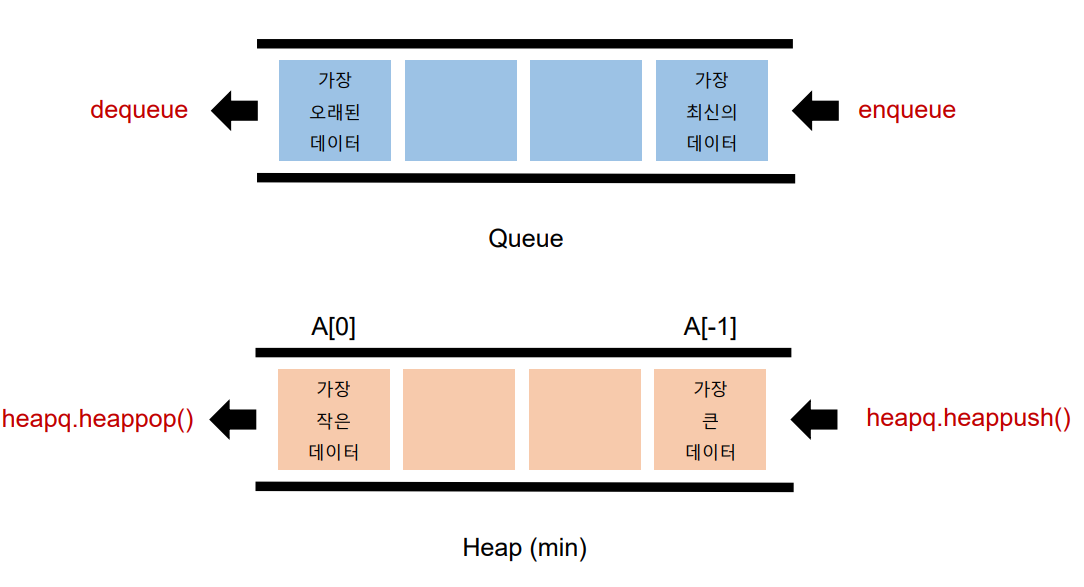 가장
오래된
데이터
가장
최신의
데이터
dequeue
enqueue
Queue
A[0]
A[-1]
가장
작은
데이터
가장
큰
데이터
heapq.heappop()
heapq.heappush()
Heap (min)